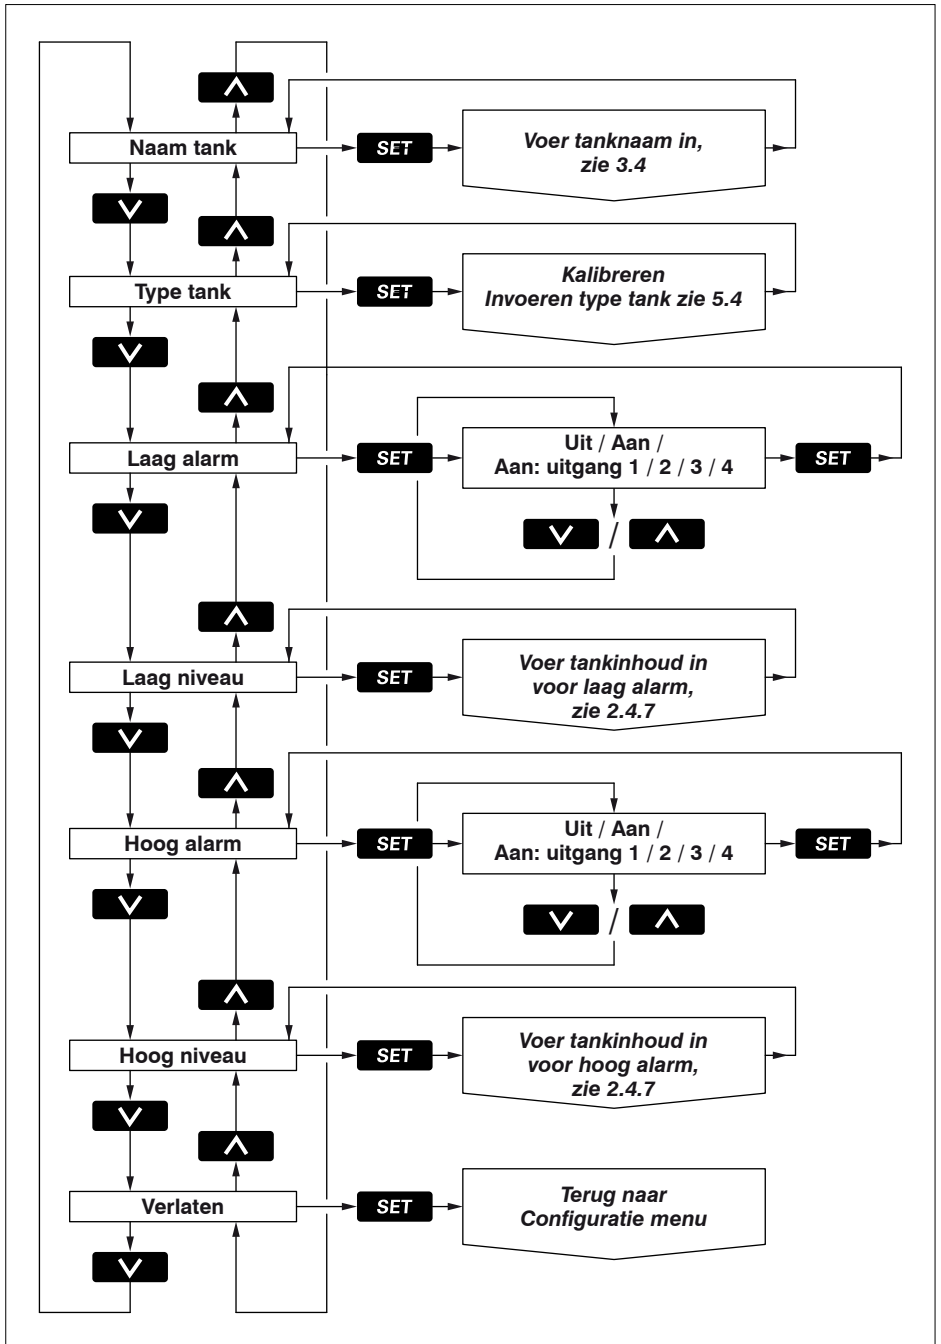 Naam tank
SET
Voer tanknaam in,
zie 3.4
Type tank
SET
Kalibreren
Invoeren type tank zie 5.4
Laag alarm
SET
Uit / Aan /
Aan: uitgang 1 / 2 / 3 / 4
SET
/
Laag niveau
SET
Voer tankinhoud in
voor laag alarm,
zie 2.4.7
Hoog alarm
SET
Uit / Aan /
Aan: uitgang 1 / 2 / 3 / 4
SET
/
Hoog niveau
SET
Voer tankinhoud in
voor hoog alarm,
zie 2.4.7
Verlaten
SET
Terug naar
Configuratie menu